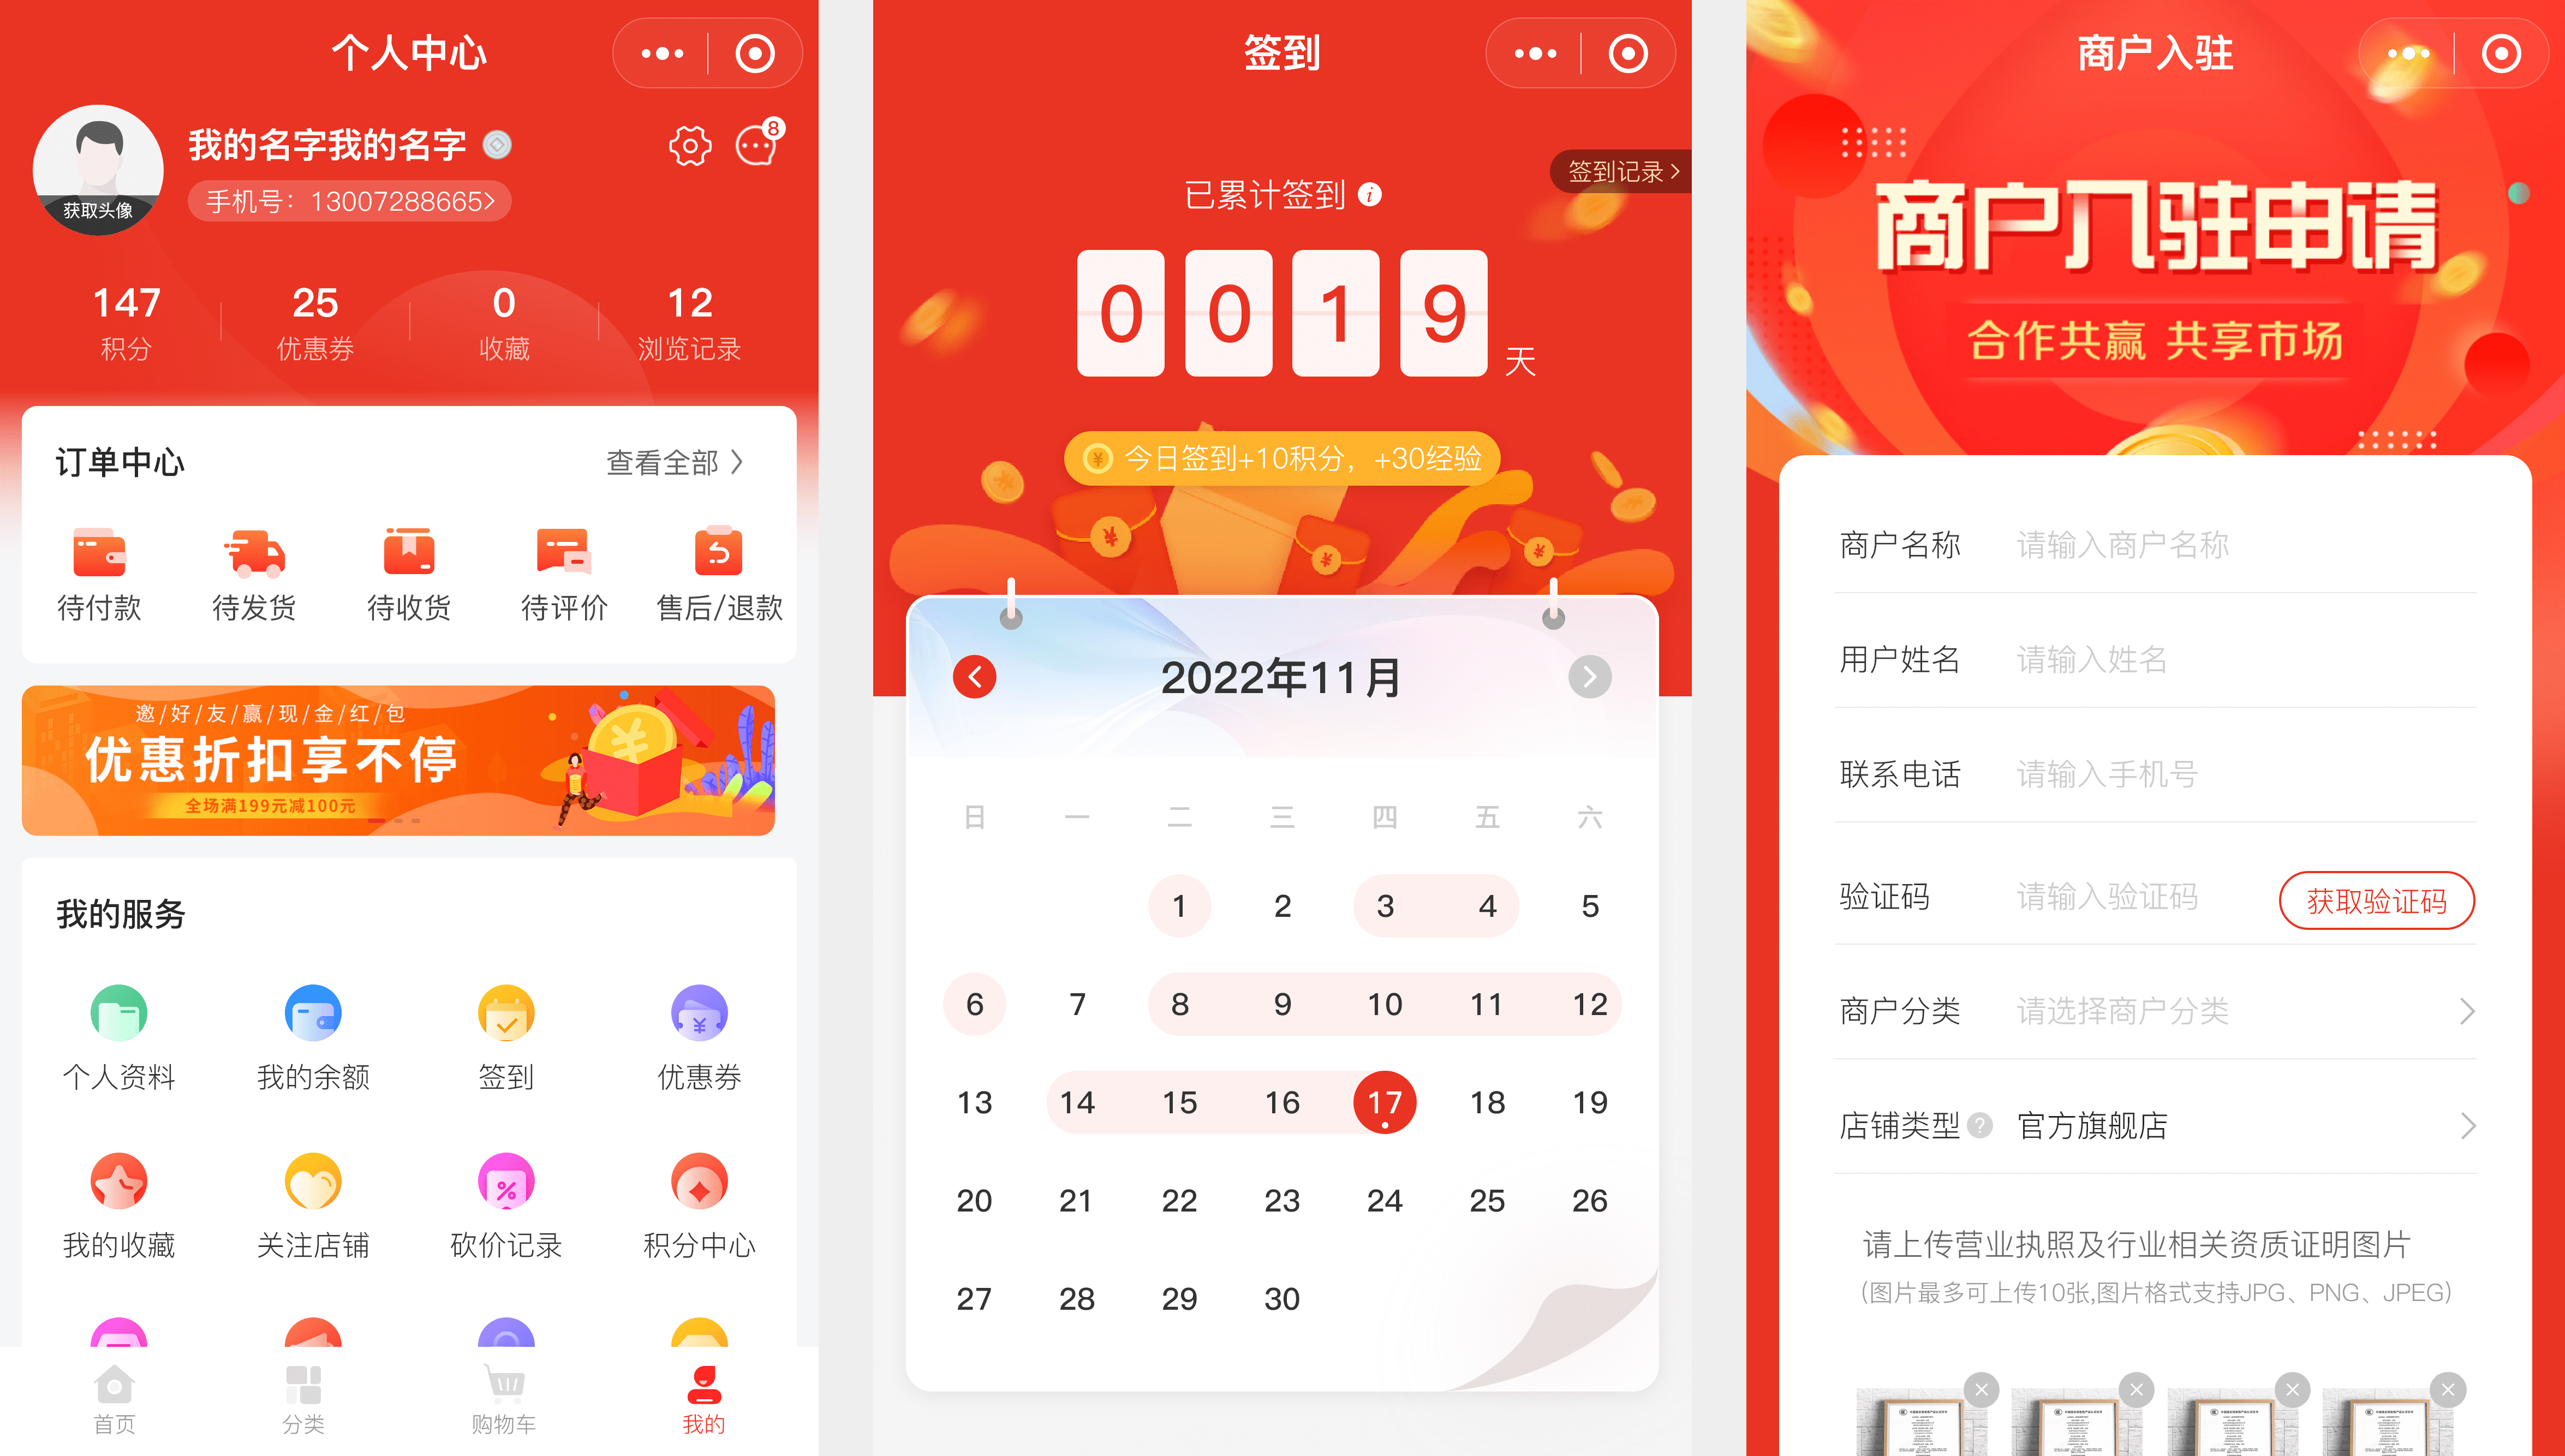 个人中心
我的名字我的名字
8
手机号：13007288665>
获取头像
147
25
0
12
积分
优惠券
收藏
浏览记录
订单中心
查看全部
待付款
待发货
待收货
待评价
售后/退款
邀/好/友/赢/现/金/红/包
优惠折扣享不停
全场满199元减100元
我的服务
个人资料
我的余额
签到
优惠券
我的收藏
关注店铺
砍价记录
积分中心
首页
分类
购物车
我的
签到
签到记录
已累计签到
0 0 1 9 天
今日签到+10积分，+30经验
2022年11月
日 一 二 三 四 五 六
1 2 3 4 5
6 7 8 9 10 11 12
13 14 15 16 17 18 19
20 21 22 23 24 25 26
27 28 29 30
商户入驻
商户入驻申请
合作共赢 共享市场
商户名称 请输入商户名称
用户姓名 请输入姓名
联系电话 请输入手机号
验证码 请输入验证码 获取验证码
商户分类 请选择商户分类
店铺类型 ? 官方旗舰店
请上传营业执照及行业相关资质证明图片
(图片最多可上传10张,图片格式支持JPG、PNG、JPEG)